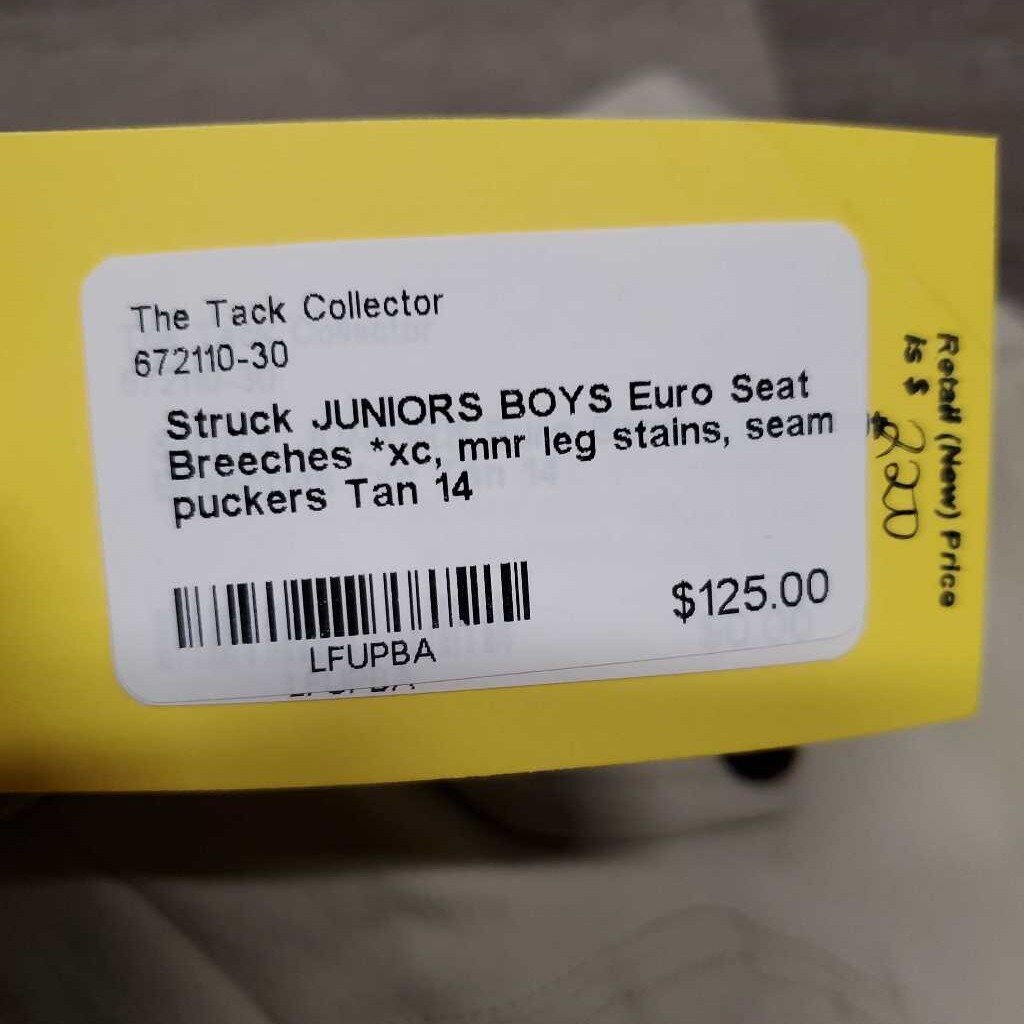 The Tack Collector
672110-30
Struck JUNIORS BOYS Euro Seat
Breeches *xc, mnr leg stains, seam
puckers Tan 14
$125.00
LFUPBA
Retail (New) Price
is $ 220